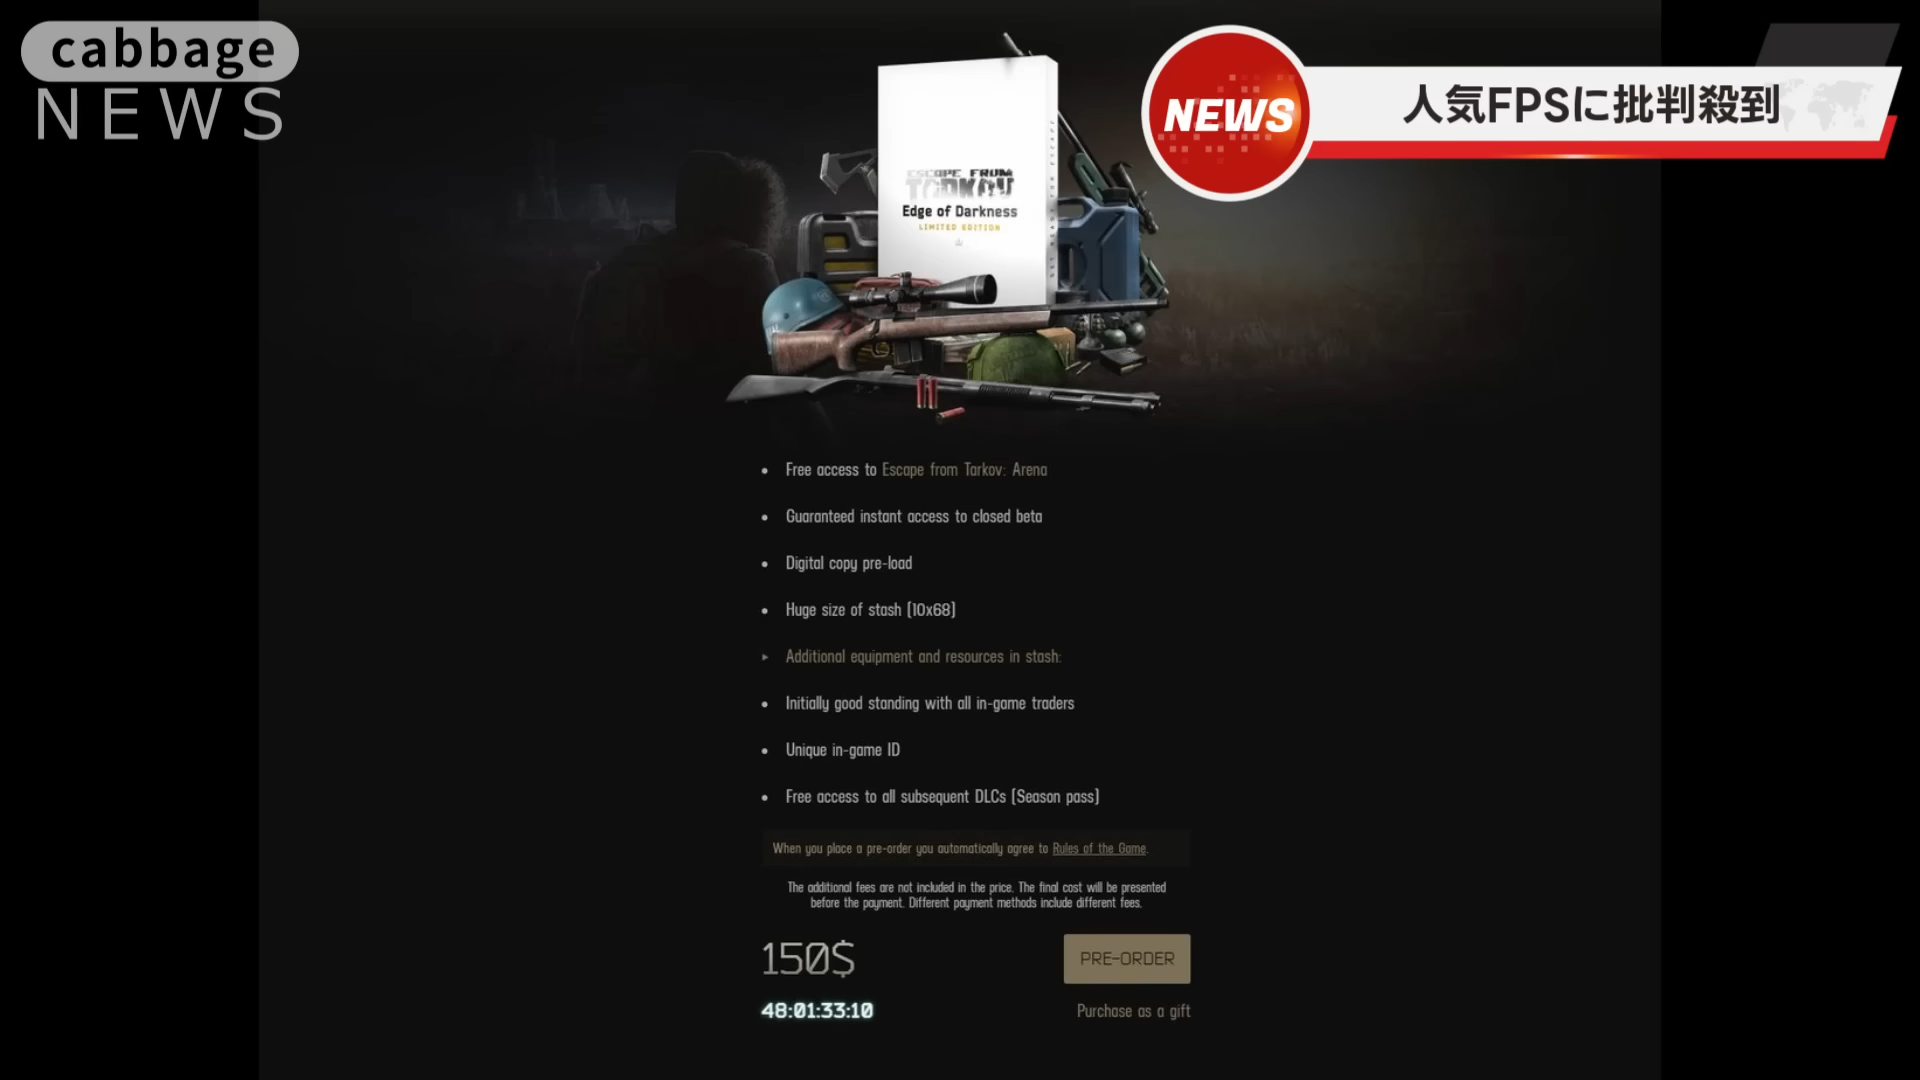 cabbage
NEWS
NEWS
人気FPSに批判殺到
ESCAPE FROM
TARKOV
Edge of Darkness
LIMITED EDITION
Free access to Escape from Tarkov: Arena
Guaranteed instant access to closed beta
Digital copy pre-load
Huge size of stash (10x68)
Additional equipment and resources in stash:
Initially good standing with all in-game traders
Unique in-game ID
Free access to all subsequent DLCs (Season pass)
When you place a pre-order you automatically agree to Rules of the Game.
The additional fees are not included in the price. The final cost will be presented
before the payment. Different payment methods include different fees.
150$
PRE-ORDER
48:01:33:10
Purchase as a gift